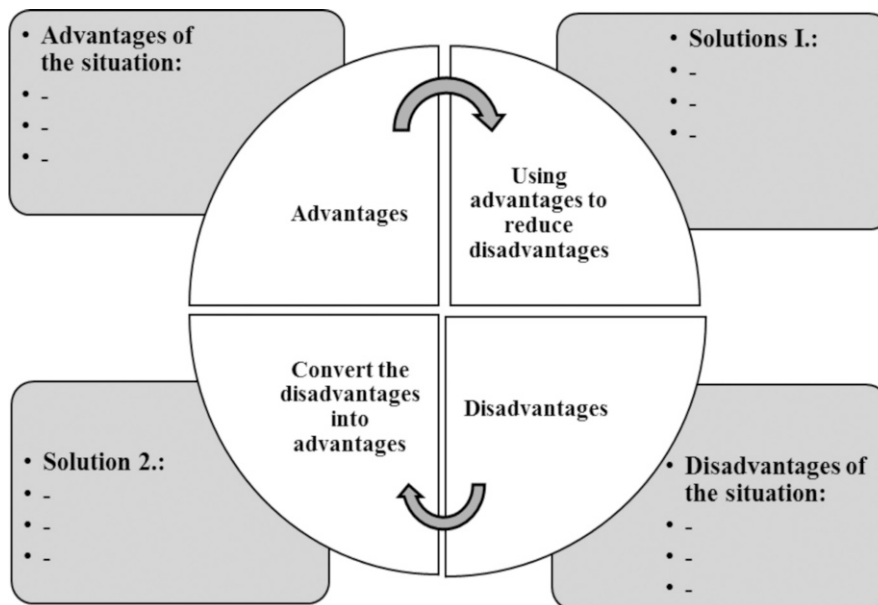 • Advantages of
the situation:
• -
• -
• -
• Solutions I.:
• -
• -
• -
Advantages
Using
advantages to
reduce
disadvantages
Convert the
disadvantages
into
advantages
Disadvantages
• Solution 2.:
• -
• -
• -
• Disadvantages of
the situation:
• -
• -
• -